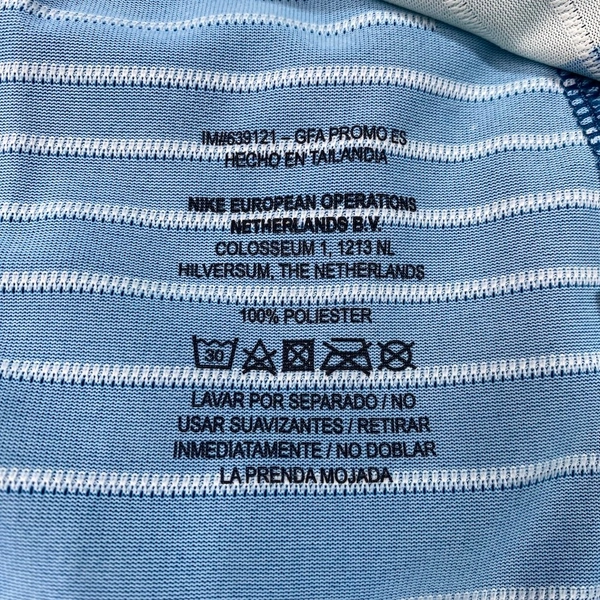 IM#639121 – GFA PROMO ES
HECHO EN TAILANDIA
NIKE EUROPEAN OPERATIONS
NETHERLANDS B.V.
COLOSSEUM 1, 1213 NL
HILVERSUM, THE NETHERLANDS
100% POLIESTER
30
LAVAR POR SEPARADO / NO
USAR SUAVIZANTES / RETIRAR
INMEDIATAMENTE / NO DOBLAR
LA PRENDA MOJADA